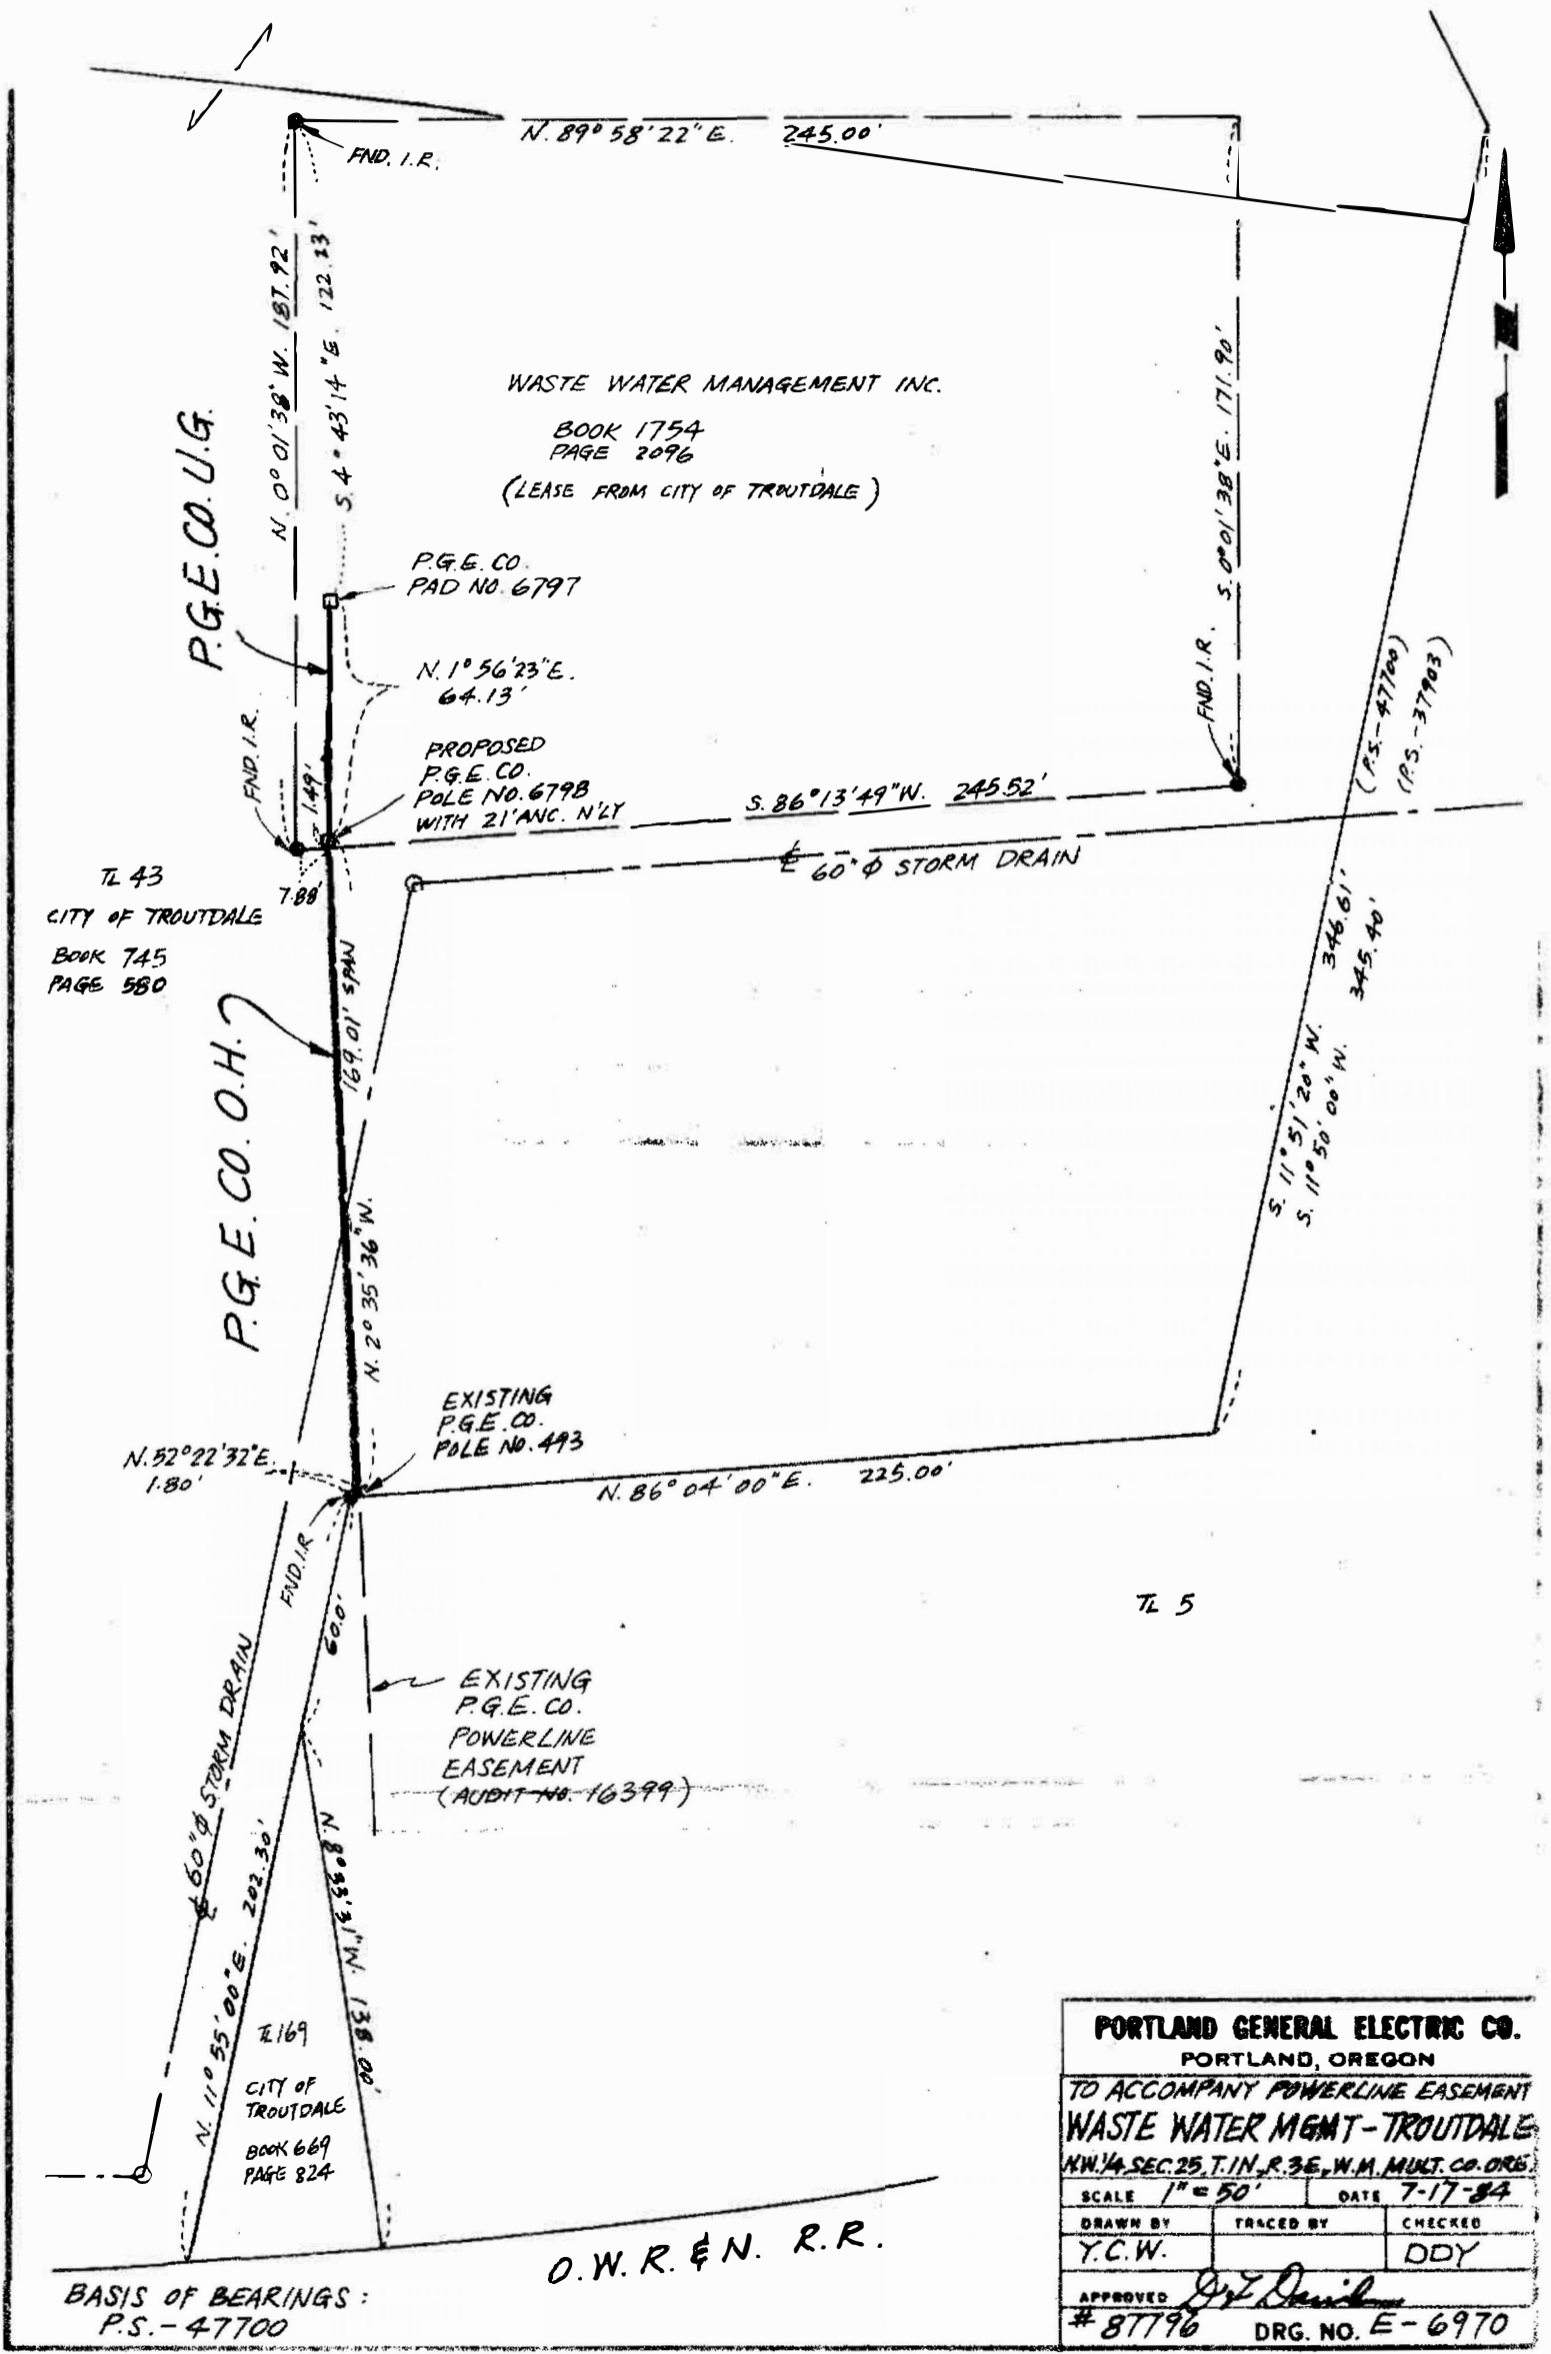 N. 89° 58' 22" E. 245.00'
FND. I.R.
N. 0° 01' 38" W. 187.92'
S. 4° 43' 14" E. 122.23'
WASTE WATER MANAGEMENT INC.
BOOK 1754
PAGE 2096
(LEASE FROM CITY OF TROUTDALE)
S. 0° 01' 38" E. 171.90'
N
P.G.E. CO. U.G.
P.G.E. CO.
PAD NO. 6797
N. 1° 56' 23" E.
64.13'
FND. I.R.
1.49'
PROPOSED
P.G.E. CO.
POLE NO. 6798
WITH 21' ANC. N'LY
FND. I.R.
(P.S.-47700)
(P.S.-37903)
S. 86° 13' 49" W. 245.52'
℄ 60" Φ STORM DRAIN
7.88'
TL 43
CITY OF TROUTDALE
BOOK 745
PAGE 580
169.01' SPAN
P.G.E. CO. O.H.
N. 2° 35' 36" W.
S. 11° 51' 20" W. 346.61'
S. 11° 50' 00" W. 345.40'
EXISTING
P.G.E. CO.
POLE NO. 493
N. 52° 22' 32" E.
1.80'
N. 86° 04' 00" E. 225.00'
FND. I.R
60.0'
TL 5
EXISTING
P.G.E. CO.
POWERLINE
EASEMENT
(AUDIT NO. 16399)
℄ 60" Φ STORM DRAIN
N. 11° 55' 00" E. 202.30'
N. 8° 33' 31" W. 138.00'
TL 169
CITY OF
TROUTDALE
BOOK 669
PAGE 824
O. W. R. & N. R. R.
BASIS OF BEARINGS:
P.S.-47700
PORTLAND GENERAL ELECTRIC CO.
PORTLAND, OREGON
TO ACCOMPANY POWERLINE EASEMENT
WASTE WATER MGMT-TROUTDALE
N.W. 1/4 SEC. 25, T. 1N., R. 3E., W.M. MULT. CO. ORE.
SCALE 1" = 50' DATE 7-17-84
DRAWN BY TRACED BY CHECKED
Y.C.W. DDY
APPROVED
# 87796 DRG. NO. E-6970